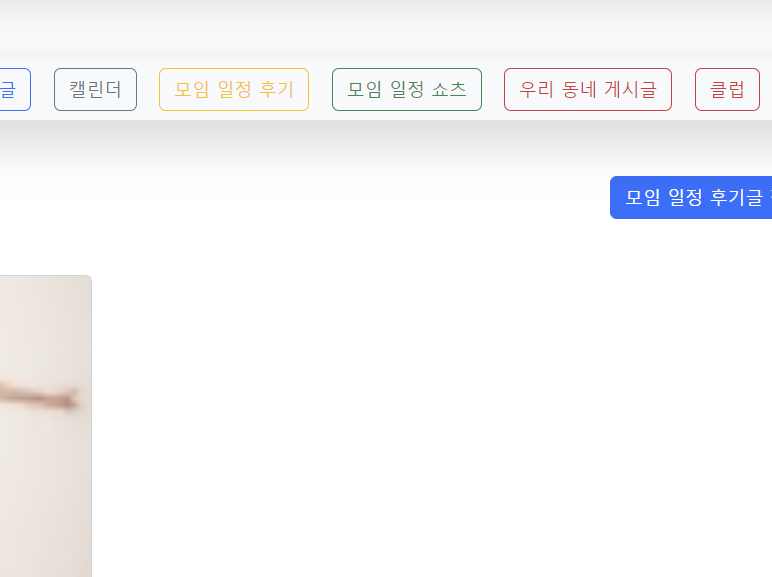 글 캘린더 모임 일정 후기 모임 일정 쇼츠 우리 동네 게시글 클럽
모임 일정 후기글